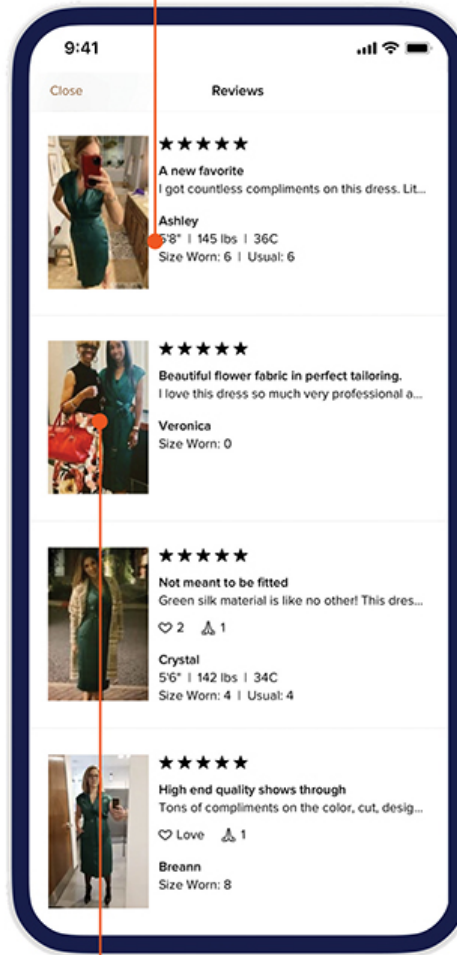 9:41
Close
Reviews
A new favorite
I got countless compliments on this dress. Lit...
Ashley
5'8" | 145 lbs | 36C
Size Worn: 6 | Usual: 6
Beautiful flower fabric in perfect tailoring.
I love this dress so much very professional a...
Veronica
Size Worn: 0
Not meant to be fitted
Green silk material is like no other! This dres...
2 1
Crystal
5'6" | 142 lbs | 34C
Size Worn: 4 | Usual: 4
High end quality shows through
Tons of compliments on the color, cut, desig...
Love 1
Breann
Size Worn: 8